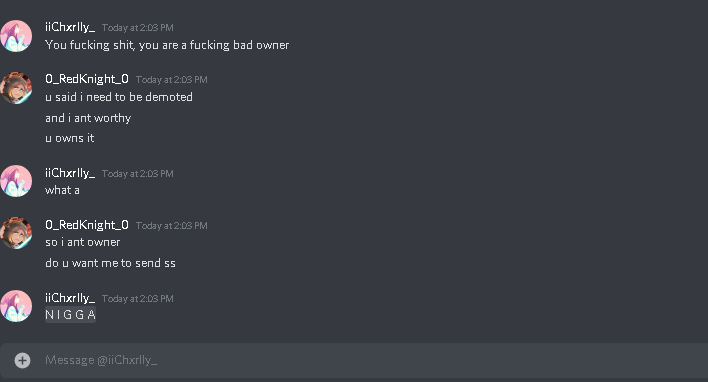 iiChxrlly_ Today at 2:03 PM
You fucking shit, you are a fucking bad owner
0_RedKnight_0 Today at 2:03 PM
u said i need to be demoted
and i ant worthy
u owns it
iiChxrlly_ Today at 2:03 PM
what a
0_RedKnight_0 Today at 2:03 PM
so i ant owner
do u want me to send ss
iiChxrlly_ Today at 2:03 PM
N I G G A
Message @iiChxrlly_